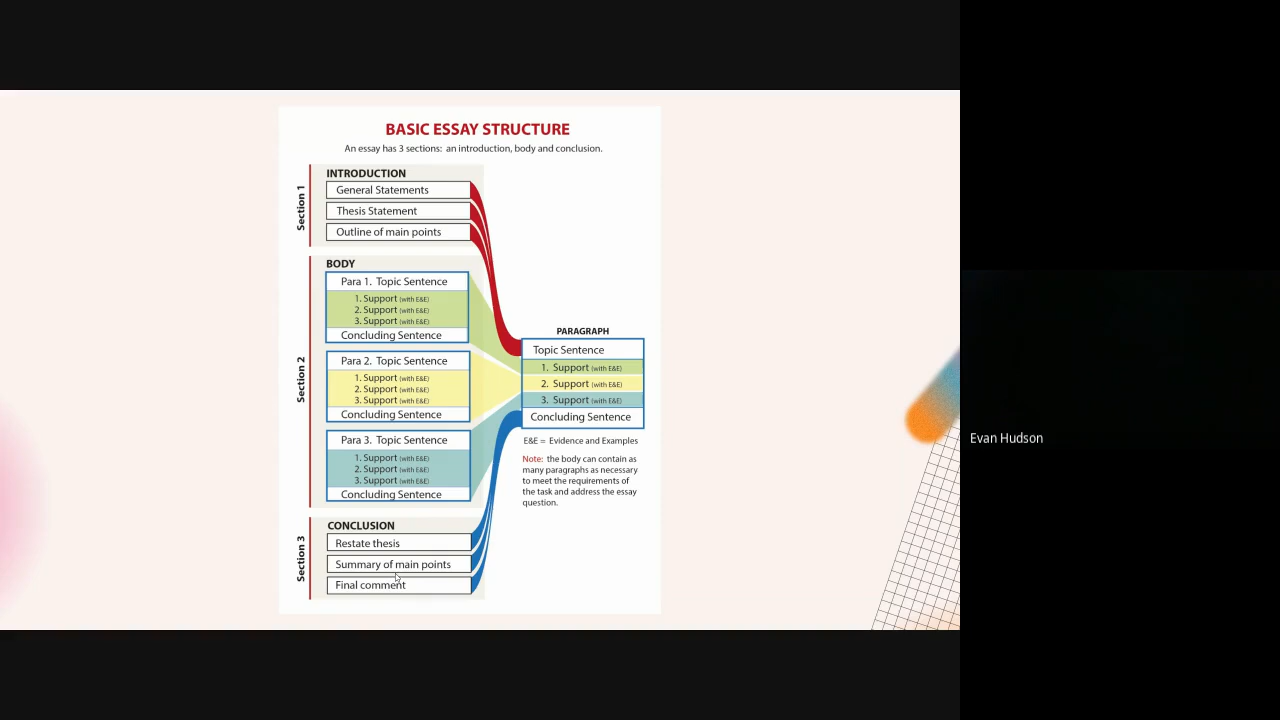 BASIC ESSAY STRUCTURE
An essay has 3 sections: an introduction, body and conclusion.
Section 1
INTRODUCTION
General Statements
Thesis Statement
Outline of main points
Section 2
BODY
Para 1. Topic Sentence
1. Support (with E&E)
2. Support (with E&E)
3. Support (with E&E)
Concluding Sentence
Para 2. Topic Sentence
1. Support (with E&E)
2. Support (with E&E)
3. Support (with E&E)
Concluding Sentence
Para 3. Topic Sentence
1. Support (with E&E)
2. Support (with E&E)
3. Support (with E&E)
Concluding Sentence
Section 3
CONCLUSION
Restate thesis
Summary of main points
Final comment
PARAGRAPH
Topic Sentence
1. Support (with E&E)
2. Support (with E&E)
3. Support (with E&E)
Concluding Sentence
E&E = Evidence and Examples
Note: the body can contain as
many paragraphs as necessary
to meet the requirements of
the task and address the essay
question.
Evan Hudson